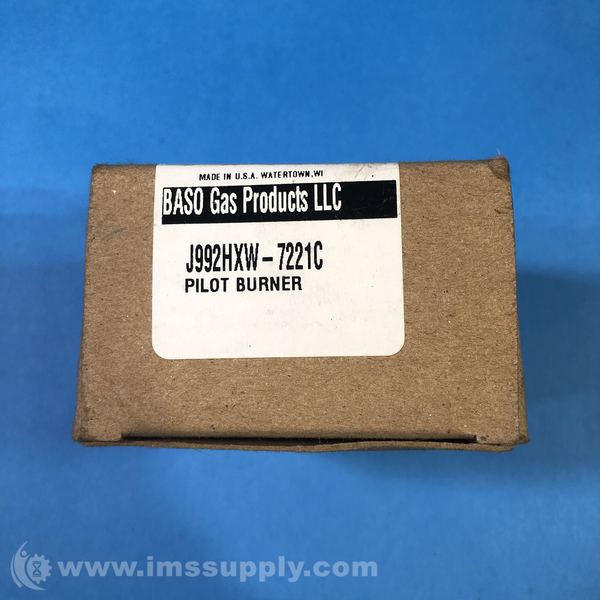 MADE IN U.S.A. WATERTOWN, WI
BASO Gas Products LLC
J992HXW-7221C
PILOT BURNER
www.imssupply.com